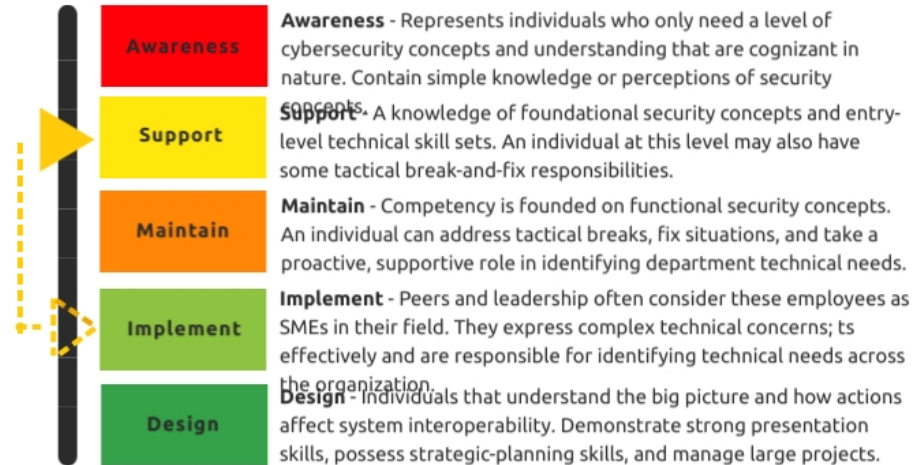 Awareness
Awareness - Represents individuals who only need a level of
cybersecurity concepts and understanding that are cognizant in
nature. Contain simple knowledge or perceptions of security
concepts.
Support
Support - A knowledge of foundational security concepts and entry-
level technical skill sets. An individual at this level may also have
some tactical break-and-fix responsibilities.
Maintain
Maintain - Competency is founded on functional security concepts.
An individual can address tactical breaks, fix situations, and take a
proactive, supportive role in identifying department technical needs.
Implement
Implement - Peers and leadership often consider these employees as
SMEs in their field. They express complex technical concerns; ts
effectively and are responsible for identifying technical needs across
the organization.
Design
Design - Individuals that understand the big picture and how actions
affect system interoperability. Demonstrate strong presentation
skills, possess strategic-planning skills, and manage large projects.